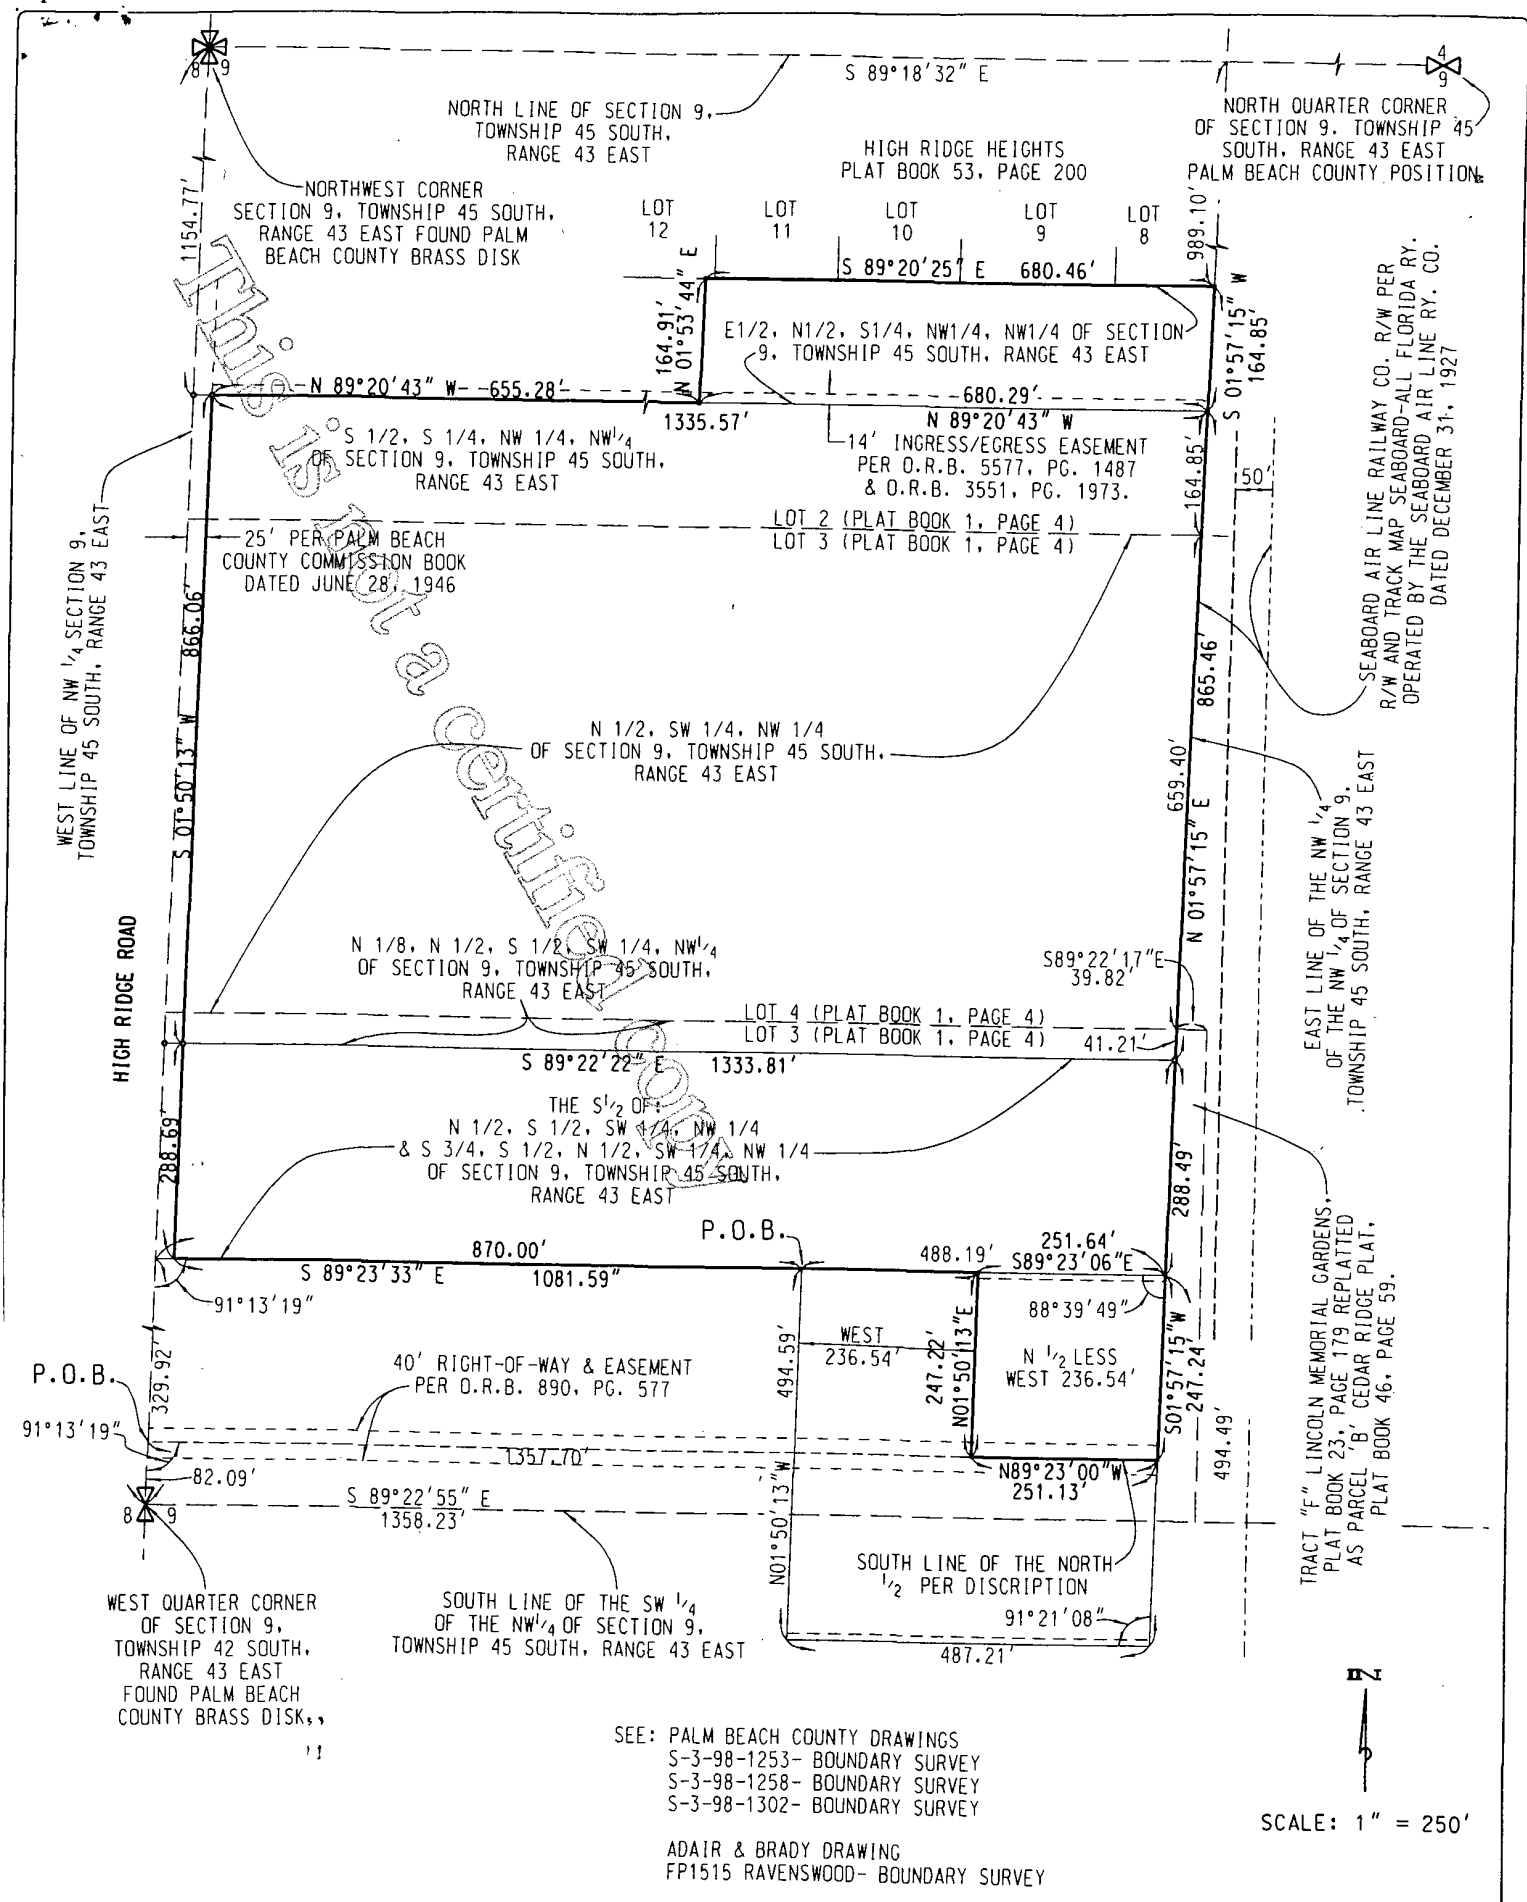 8 9
S 89°18'32" E
4
9
NORTH LINE OF SECTION 9,
TOWNSHIP 45 SOUTH,
RANGE 43 EAST
NORTH QUARTER CORNER
OF SECTION 9, TOWNSHIP 45
SOUTH, RANGE 43 EAST
PALM BEACH COUNTY POSITION
HIGH RIDGE HEIGHTS
PLAT BOOK 53, PAGE 200
NORTHWEST CORNER
SECTION 9, TOWNSHIP 45 SOUTH,
RANGE 43 EAST FOUND PALM
BEACH COUNTY BRASS DISK
1154.77'
LOT
12
LOT
11
LOT
10
LOT
9
LOT
8
989.10'
S 89°20'25" E 680.46'
164.91'
N 01°53'44" E
S 01°57'15" W
164.85'
E1/2, N1/2, S1/4, NW1/4, NW1/4 OF SECTION
9, TOWNSHIP 45 SOUTH, RANGE 43 EAST
N 89°20'43" W 655.28'
680.29'
1335.57'
N 89°20'43" W
S 1/2, S 1/4, NW 1/4, NW 1/4
OF SECTION 9, TOWNSHIP 45 SOUTH,
RANGE 43 EAST
14' INGRESS/EGRESS EASEMENT
PER O.R.B. 5577, PG. 1487
& O.R.B. 3551, PG. 1973.
164.85'
50'
SEABOARD AIR LINE RAILWAY CO. R/W PER
R/W AND TRACK MAP SEABOARD-ALL FLORIDA RY.
OPERATED BY THE SEABOARD AIR LINE RY. CO.
DATED DECEMBER 31, 1927
LOT 2 (PLAT BOOK 1, PAGE 4)
LOT 3 (PLAT BOOK 1, PAGE 4)
25' PER PALM BEACH
COUNTY COMMISSION BOOK
DATED JUNE 28, 1946
WEST LINE OF NW 1/4 SECTION 9,
TOWNSHIP 45 SOUTH, RANGE 43 EAST
866.06'
S 01°50'13" W
865.46'
659.40'
N 01°57'15" E
N 1/2, SW 1/4, NW 1/4
OF SECTION 9, TOWNSHIP 45 SOUTH,
RANGE 43 EAST
EAST LINE OF THE NW 1/4
OF THE NW 1/4 OF SECTION 9,
TOWNSHIP 45 SOUTH, RANGE 43 EAST
HIGH RIDGE ROAD
N 1/8, N 1/2, S 1/2, SW 1/4, NW 1/4
OF SECTION 9, TOWNSHIP 45 SOUTH,
RANGE 43 EAST
S89°22'17"E
39.82'
LOT 4 (PLAT BOOK 1, PAGE 4)
LOT 3 (PLAT BOOK 1, PAGE 4)
41.21'
S 89°22'22" E 1333.81'
THE S 1/2 OF:
N 1/2, S 1/2, SW 1/4, NW 1/4
& S 3/4, S 1/2, N 1/2, SW 1/4, NW 1/4
OF SECTION 9, TOWNSHIP 45 SOUTH,
RANGE 43 EAST
288.69'
288.49'
P.O.B.
870.00'
S 89°23'33" E 1081.59"
488.19'
251.64'
S89°23'06"E
91°13'19"
88°39'49"
WEST
236.54'
247.22'
N01°50'13"E
N 1/2 LESS
WEST 236.54'
S01°57'15"W
247.24'
494.59'
494.49'
TRACT "F" LINCOLN MEMORIAL GARDENS,
PLAT BOOK 23, PAGE 179 REPLATTED
AS PARCEL 'B' CEDAR RIDGE PLAT,
PLAT BOOK 46, PAGE 59.
329.92'
40' RIGHT-OF-WAY & EASEMENT
PER O.R.B. 890, PG. 577
P.O.B.
91°13'19"
1357.70'
82.09'
N89°23'00"W
251.13'
S 89°22'55" E
1358.23'
8 9
N01°50'13"W
SOUTH LINE OF THE NORTH
1/2 PER DISCRIPTION
91°21'08"
487.21'
WEST QUARTER CORNER
OF SECTION 9,
TOWNSHIP 42 SOUTH,
RANGE 43 EAST
FOUND PALM BEACH
COUNTY BRASS DISK
SOUTH LINE OF THE SW 1/4
OF THE NW 1/4 OF SECTION 9,
TOWNSHIP 45 SOUTH, RANGE 43 EAST
SEE: PALM BEACH COUNTY DRAWINGS
S-3-98-1253- BOUNDARY SURVEY
S-3-98-1258- BOUNDARY SURVEY
S-3-98-1302- BOUNDARY SURVEY
ADAIR & BRADY DRAWING
FP1515 RAVENSWOOD- BOUNDARY SURVEY
SCALE: 1" = 250'
This is not a certified copy